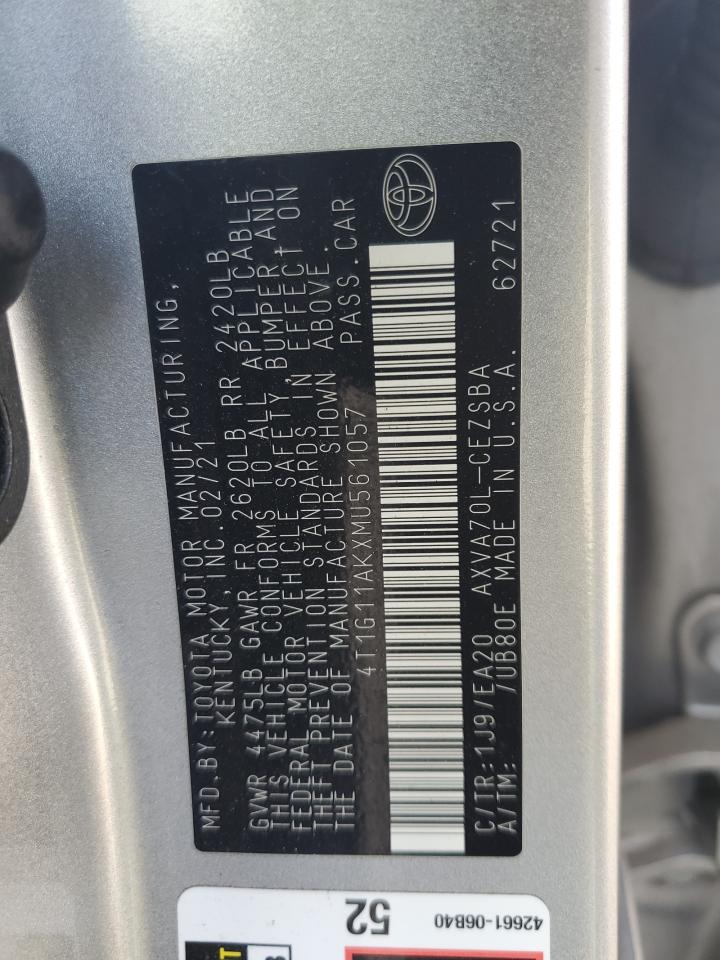 MFD.BY:TOYOTA MOTOR MANUFACTURING,
KENTUCKY, INC. 02/21
GVWR 4475LB GAWR FR 2620LB RR 2420LB
THIS VEHICLE CONFORMS TO ALL APPLICABLE
FEDERAL MOTOR VEHICLE SAFETY, BUMPER AND
THEFT PREVENTION STANDARDS IN EFFECT ON
THE DATE OF MANUFACTURE SHOWN ABOVE.
4T1G11AKXMU561057 PASS.CAR
C/TR:1J9/EA20 AXVA70L-CEZSBA 62721
A/TM: /UB80E MADE IN U.S.A.
52
42661-06B40